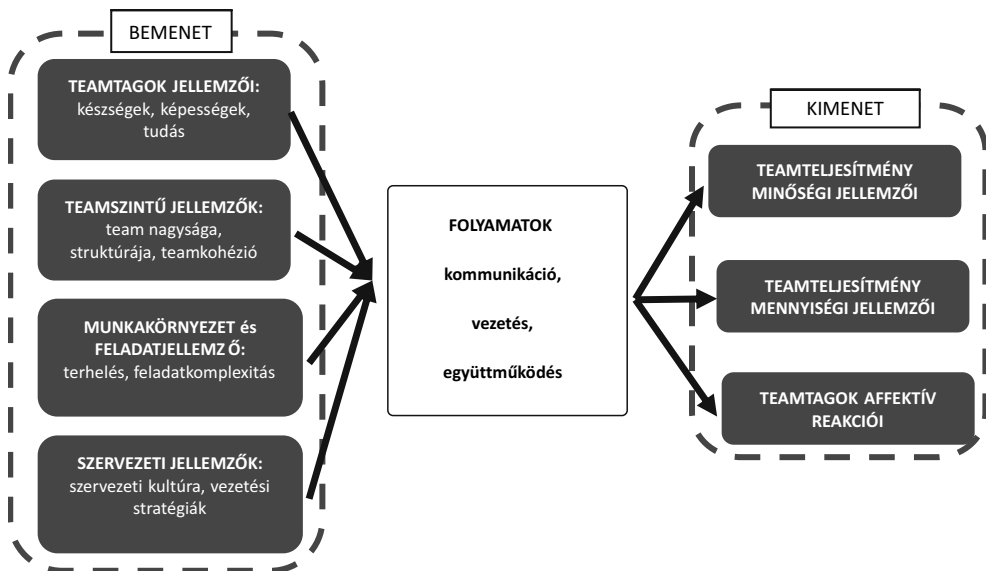 BEMENET
TEAMTAGOK JELLEMZŐI:
készségek, képességek,
tudás
TEAMSZINTŰ JELLEMZŐK:
team nagysága,
struktúrája, teamkohézió
MUNKAKÖRNYEZET és
FELADATJELLEMZ Ő:
terhelés, feladatkomplexitás
SZERVEZETI JELLEMZŐK:
szervezeti kultúra, vezetési
stratégiák
FOLYAMATOK
kommunikáció,
vezetés,
együttműködés
KIMENET
TEAMTELJESÍTMÉNY
MINŐSÉGI JELLEMZŐI
TEAMTELJESÍTMÉNY
MENNYISÉGI JELLEMZŐI
TEAMTAGOK AFFEKTÍV
REAKCIÓI